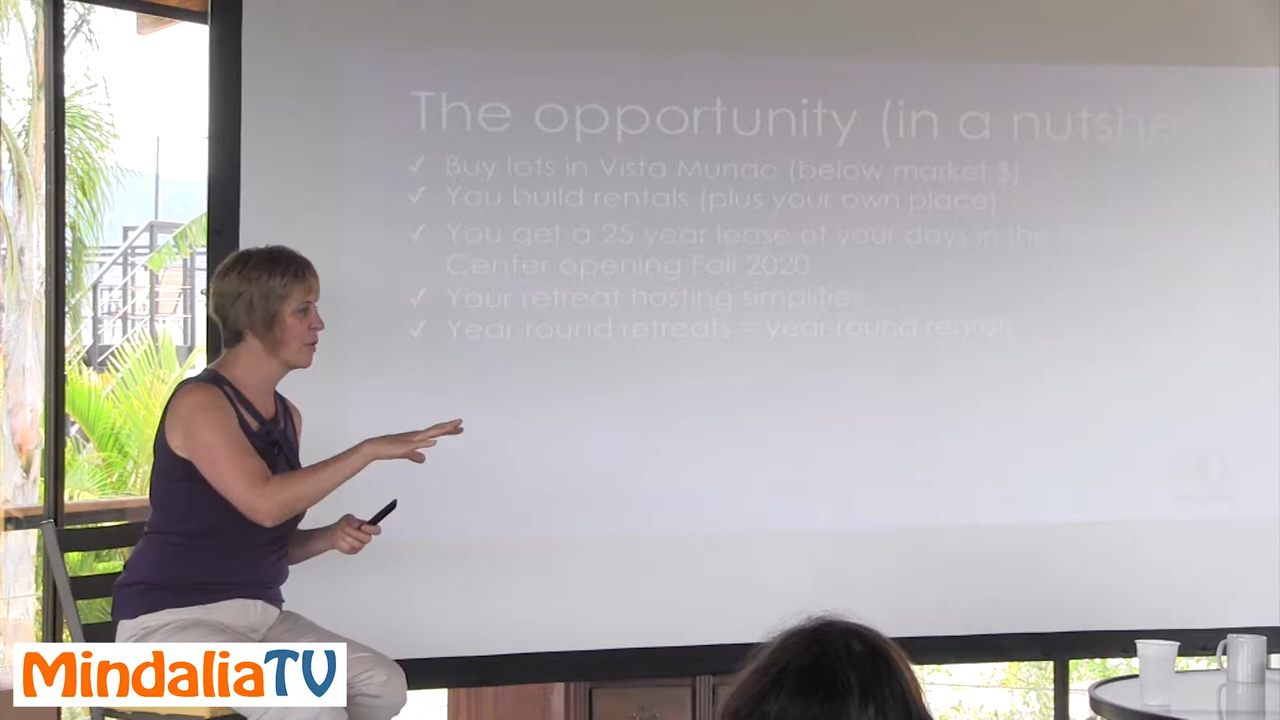 The opportunity (in a nutshe
✓ Buy lots in Vista Mundo (below market $)
✓ You build rentals (plus your own place)
✓ You get a 25 year lease of your days in the
Center opening Fall 2020
✓ Your retreat hosting simplifie
✓ Year round retreats = year round rentals
MindaliaTV